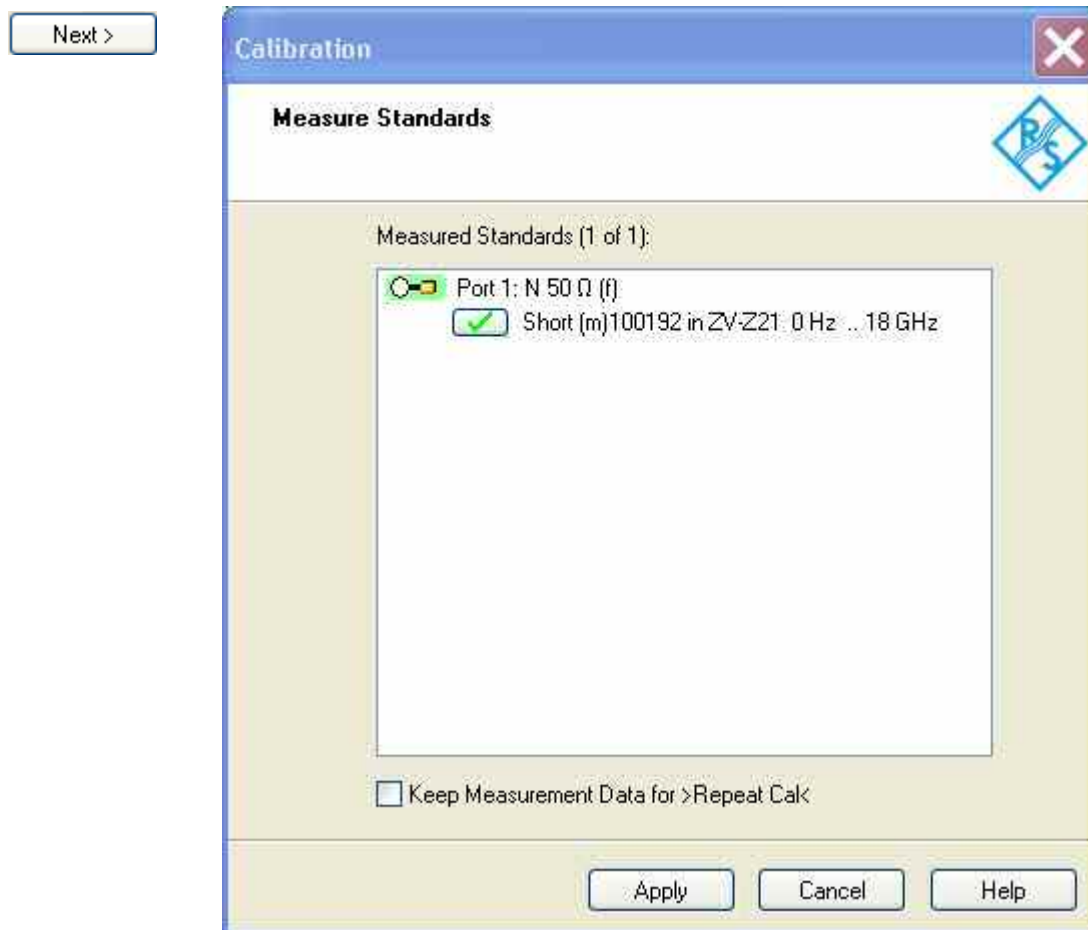 Next >
Calibration
Measure Standards
R S
Measured Standards (1 of 1):
Port 1: N 50 Ω (f)
Short (m)100192 in ZV-Z21 0 Hz .. 18 GHz
Keep Measurement Data for >Repeat Cal<
Apply
Cancel
Help